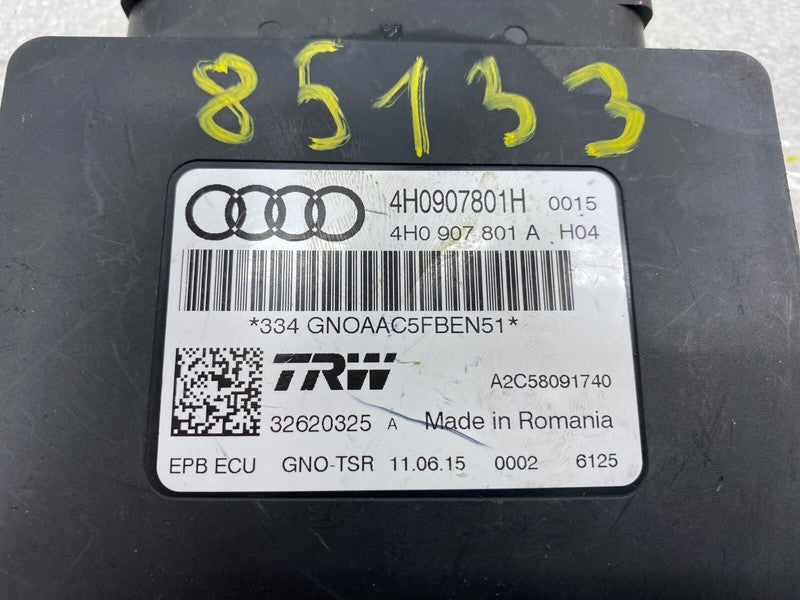 85133
4H0907801H 0015
4H0 907 801 A H04
*334 GNOAAC5FBEN51*
TRW A2C58091740
32620325 A Made in Romania
EPB ECU GNO-TSR 11.06.15 0002 6125